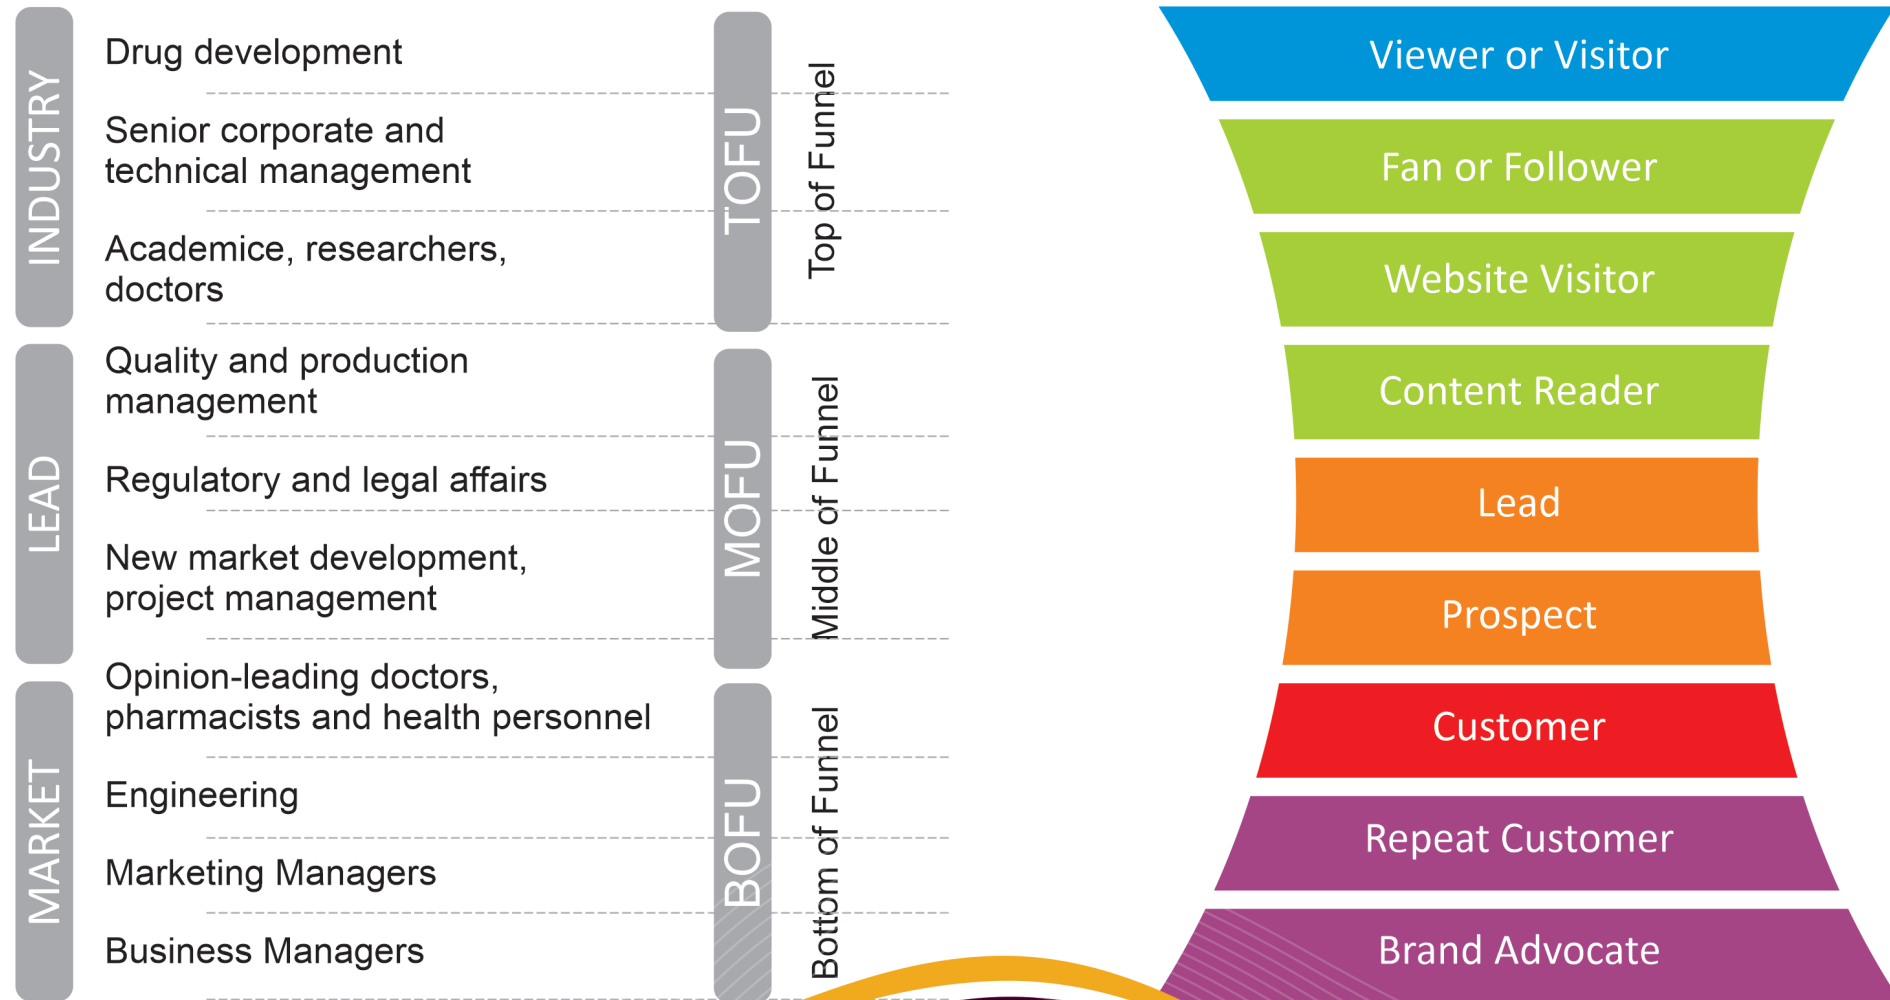 INDUSTRY
Drug development
Senior corporate and
technical management
Academice, researchers,
doctors
LEAD
Quality and production
management
Regulatory and legal affairs
New market development,
project management
MARKET
Opinion-leading doctors,
pharmacists and health personnel
Engineering
Marketing Managers
Business Managers
TOFU
Top of Funnel
MOFU
Middle of Funnel
BOFU
Bottom of Funnel
Viewer or Visitor
Fan or Follower
Website Visitor
Content Reader
Lead
Prospect
Customer
Repeat Customer
Brand Advocate